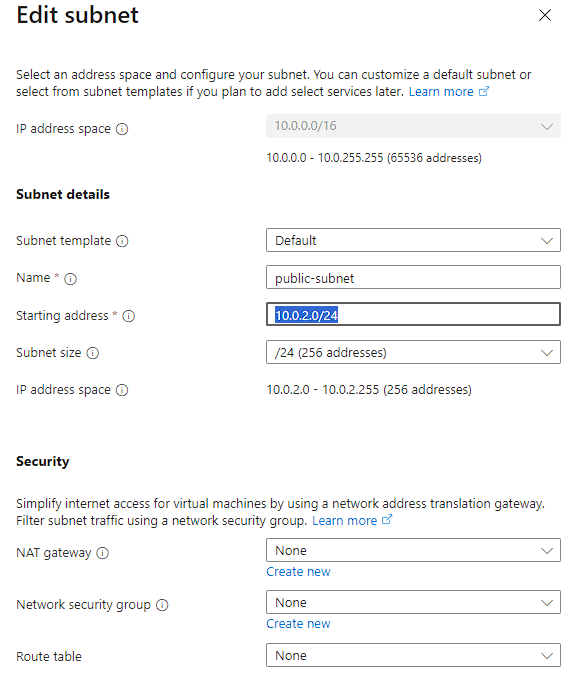 Edit subnet
Select an address space and configure your subnet. You can customize a default subnet or
select from subnet templates if you plan to add select services later. Learn more
IP address space
10.0.0.0/16
10.0.0.0 - 10.0.255.255 (65536 addresses)
Subnet details
Subnet template
Default
Name *
public-subnet
Starting address *
10.0.2.0/24
Subnet size
/24 (256 addresses)
IP address space
10.0.2.0 - 10.0.2.255 (256 addresses)
Security
Simplify internet access for virtual machines by using a network address translation gateway.
Filter subnet traffic using a network security group. Learn more
NAT gateway
None
Create new
Network security group
None
Create new
Route table
None